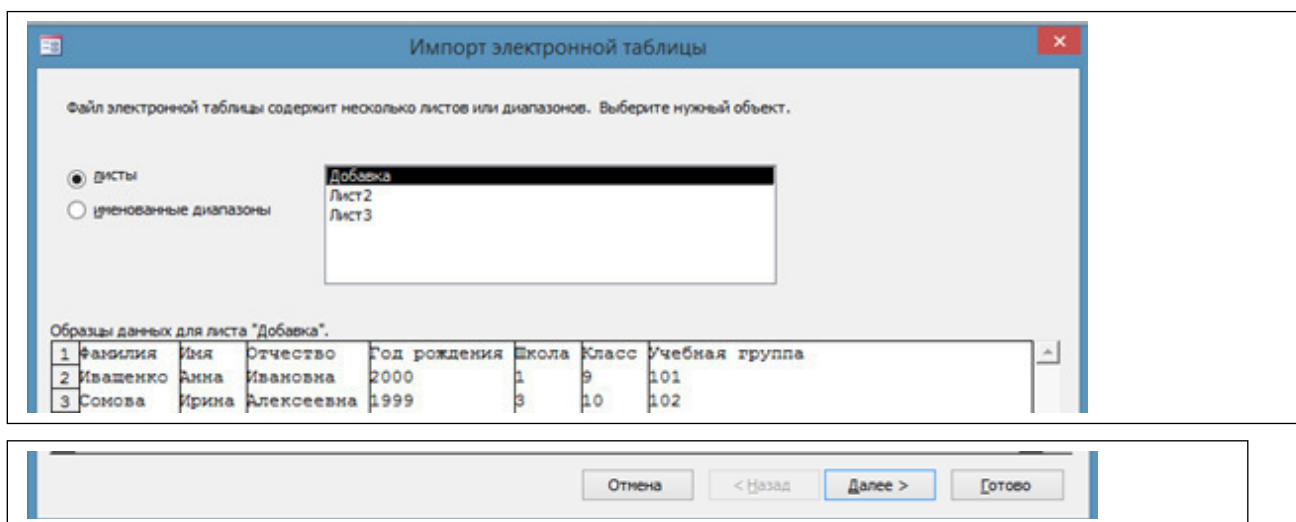 Импорт электронной таблицы
Файл электронной таблицы содержит несколько листов или диапазонов. Выберите нужный объект.
листы
именованные диапазоны
Добавка
Лист2
Лист3
Образцы данных для листа "Добавка".
1 Фамилия Имя Отчество Год рождения Школа Класс Учебная группа
2 Иващенко Анна Ивановна 2000 1 9 101
3 Сомова Ирина Алексеевна 1999 3 10 102
Отмена < Назад Далее > Готово